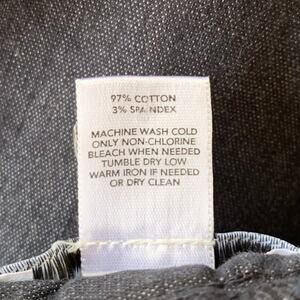 97% COTTON
3% SPANDEX
MACHINE WASH COLD
ONLY NON-CHLORINE
BLEACH WHEN NEEDED
TUMBLE DRY LOW
WARM IRON IF NEEDED
OR DRY CLEAN